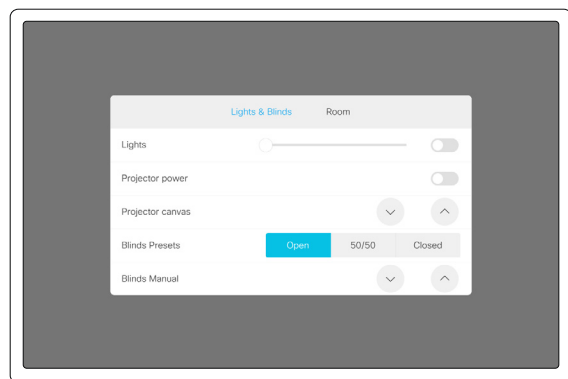 Lights & Blinds Room
Lights
Projector power
Projector canvas
Blinds Presets Open 50/50 Closed
Blinds Manual